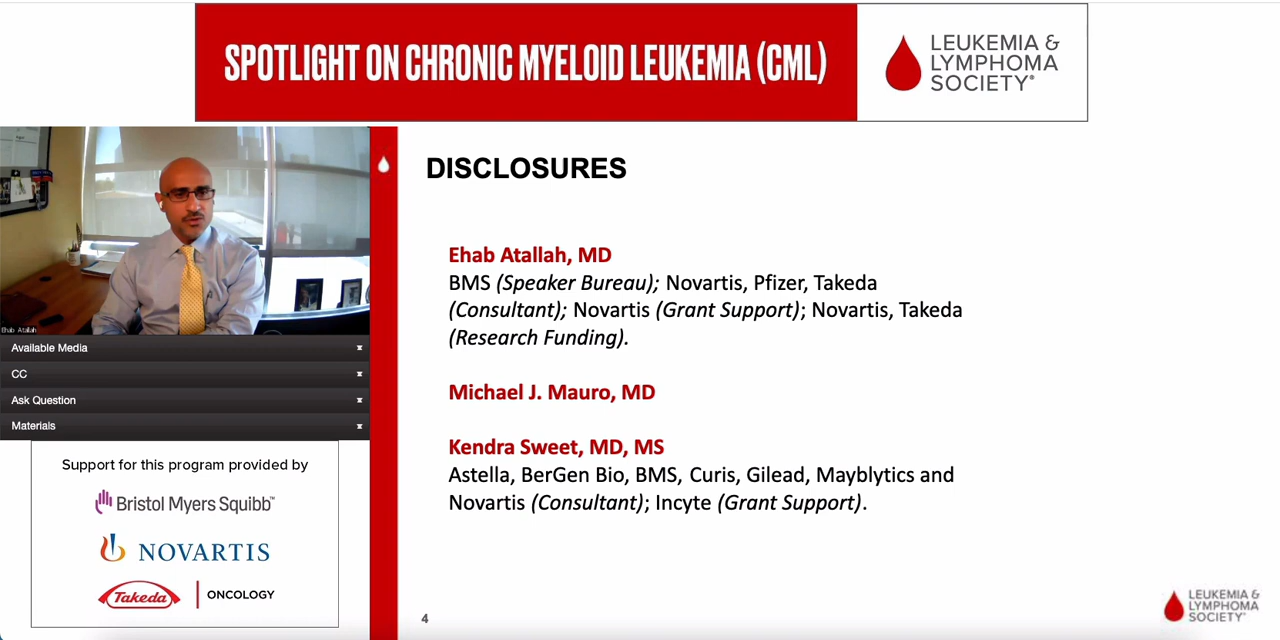 SPOTLIGHT ON CHRONIC MYELOID LEUKEMIA (CML)
LEUKEMIA &
LYMPHOMA
SOCIETY®
Ehab Atallah
Available Media
CC
Ask Question
Materials
Support for this program provided by
Bristol Myers Squibb™
NOVARTIS
Takeda
ONCOLOGY
DISCLOSURES
Ehab Atallah, MD
BMS (Speaker Bureau); Novartis, Pfizer, Takeda
(Consultant); Novartis (Grant Support); Novartis, Takeda
(Research Funding).
Michael J. Mauro, MD
Kendra Sweet, MD, MS
Astella, BerGen Bio, BMS, Curis, Gilead, Mayblytics and
Novartis (Consultant); Incyte (Grant Support).
4
LEUKEMIA &
LYMPHOMA
SOCIETY®